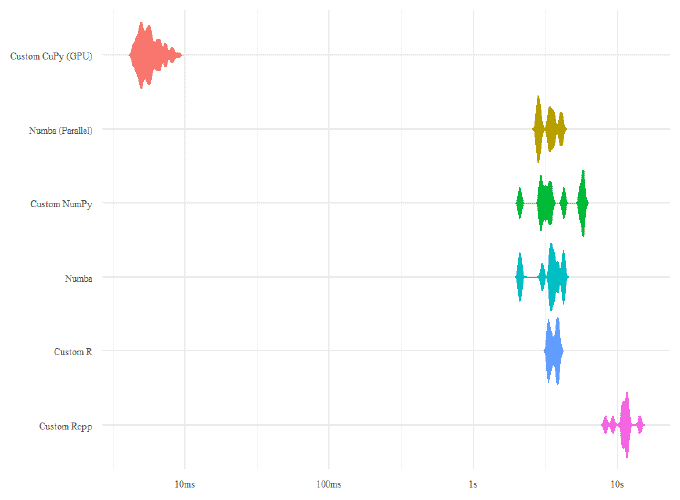 Custom CuPy (GPU)
Numba (Parallel)
Custom NumPy
Numba
Custom R
Custom Rcpp
10ms
100ms
1s
10s